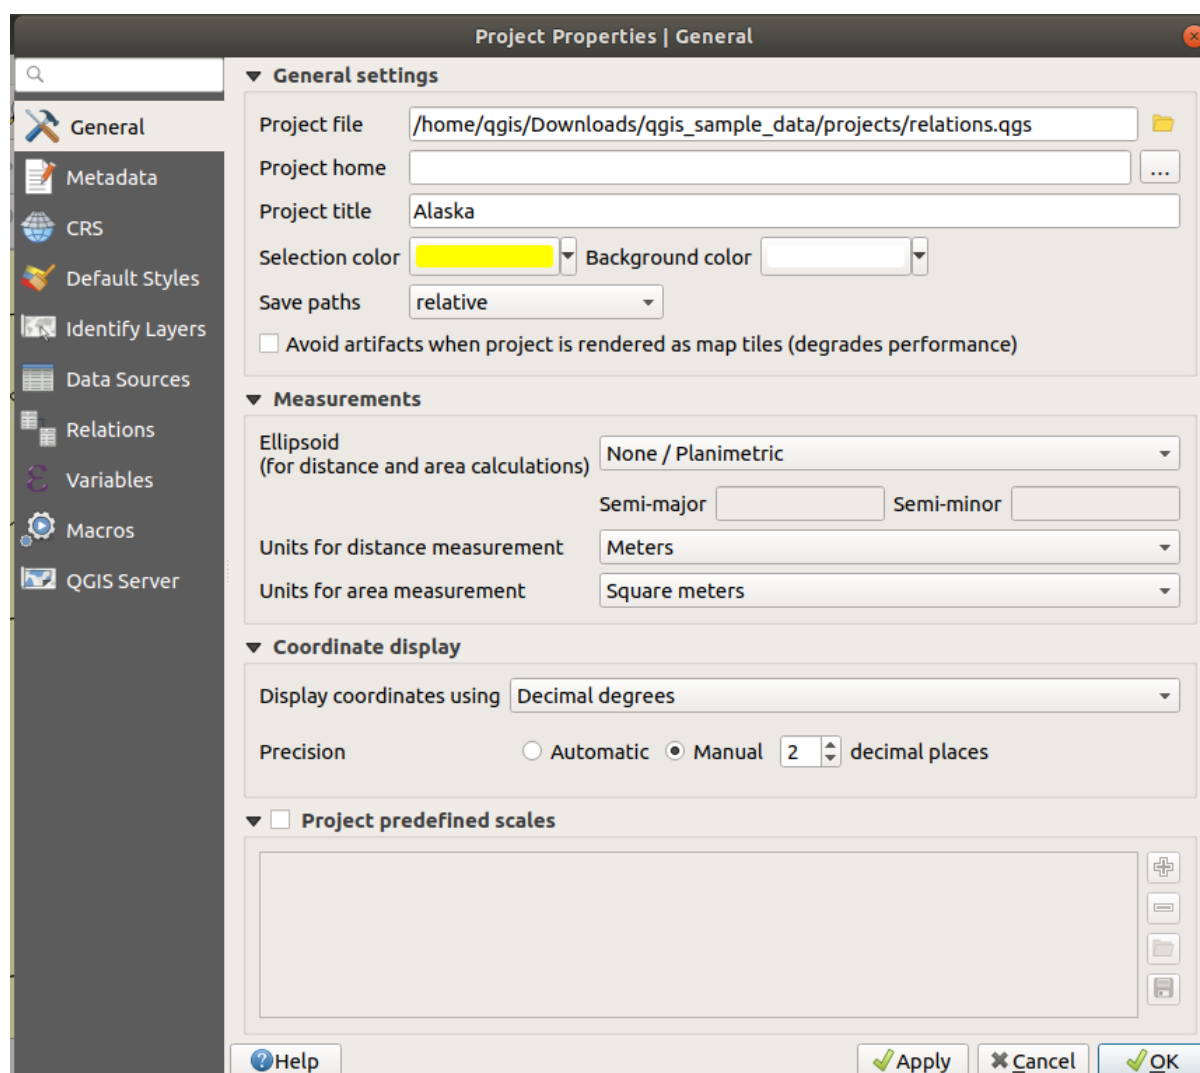 Project Properties | General
General
Metadata
CRS
Default Styles
Identify Layers
Data Sources
Relations
Variables
Macros
QGIS Server
General settings
Project file /home/qgis/Downloads/qgis_sample_data/projects/relations.qgs
Project home ...
Project title Alaska
Selection color Background color
Save paths relative
Avoid artifacts when project is rendered as map tiles (degrades performance)
Measurements
Ellipsoid
(for distance and area calculations) None / Planimetric
Semi-major Semi-minor
Units for distance measurement Meters
Units for area measurement Square meters
Coordinate display
Display coordinates using Decimal degrees
Precision Automatic Manual 2 decimal places
Project predefined scales
Help Apply Cancel OK